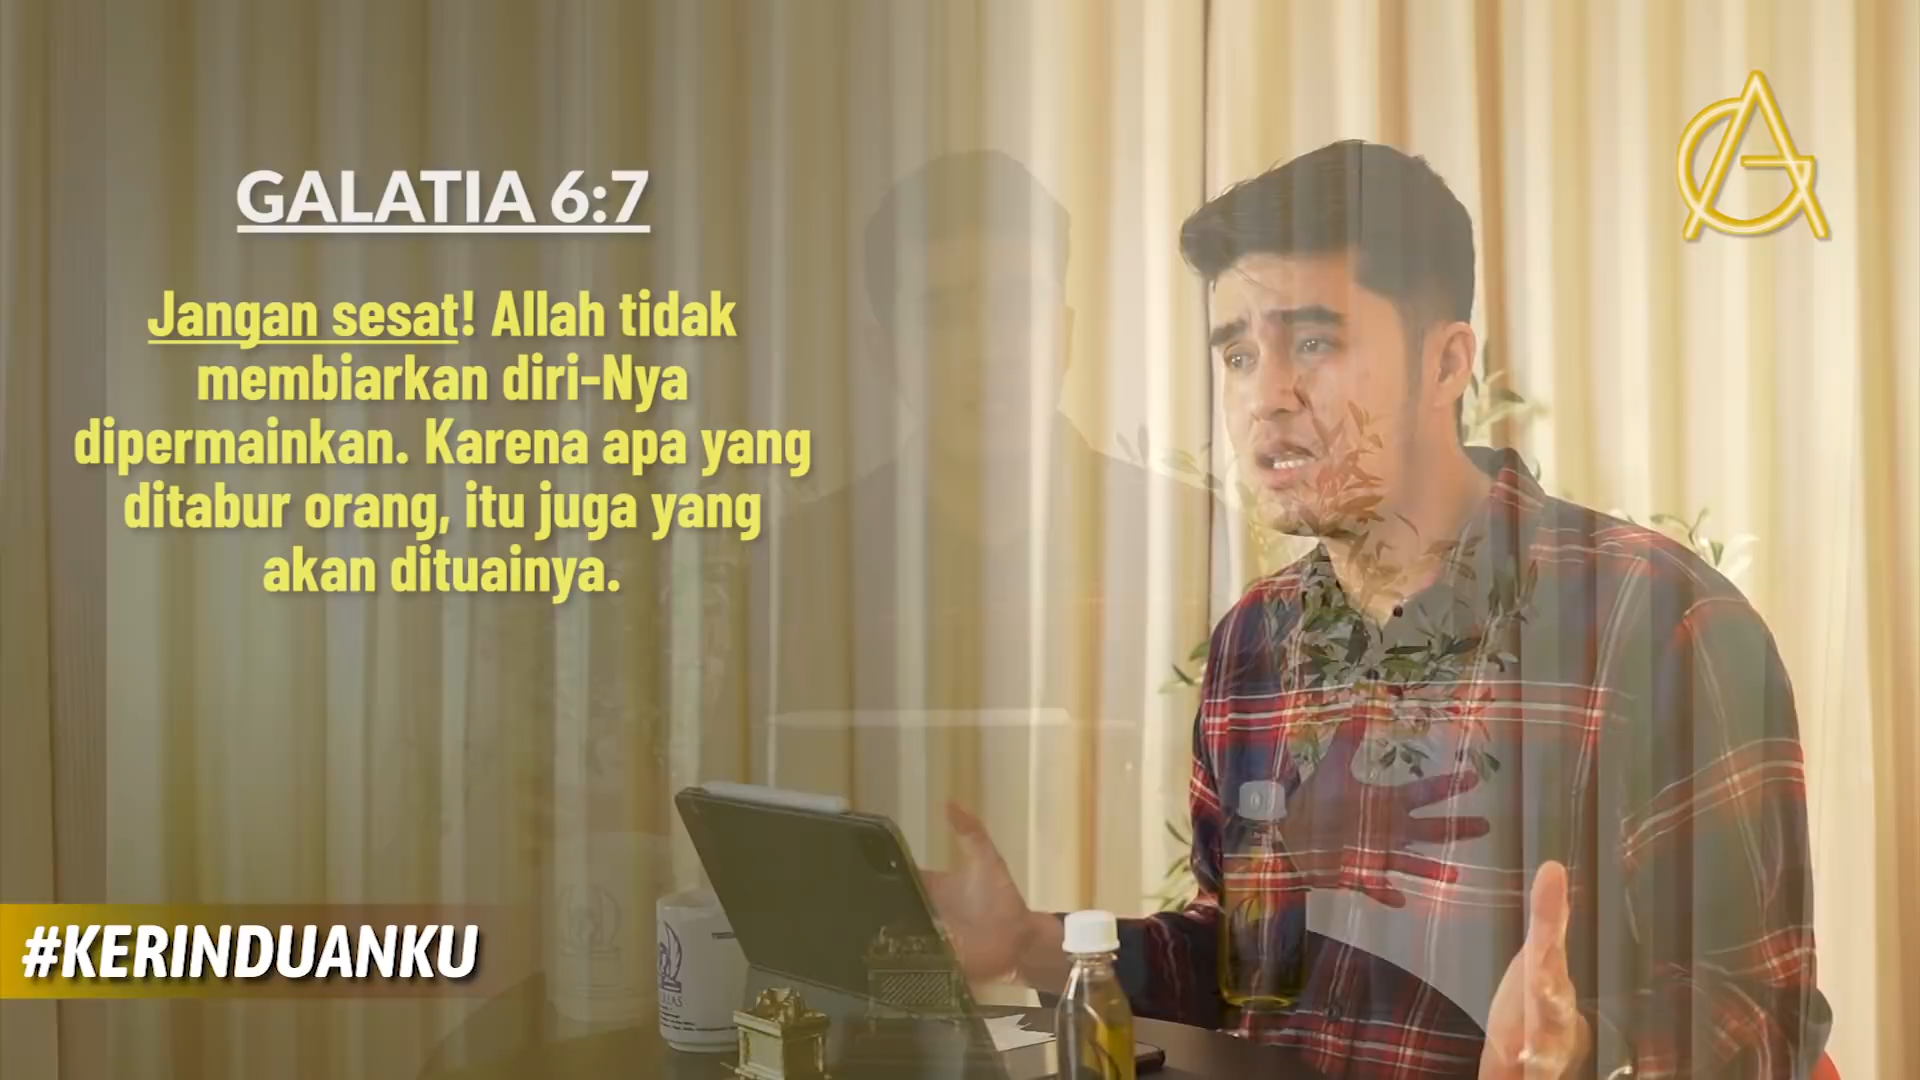 GALATIA 6:7
Jangan sesat! Allah tidak
membiarkan diri-Nya
dipermainkan. Karena apa yang
ditabur orang, itu juga yang
akan dituainya.
#KERINDUANKU